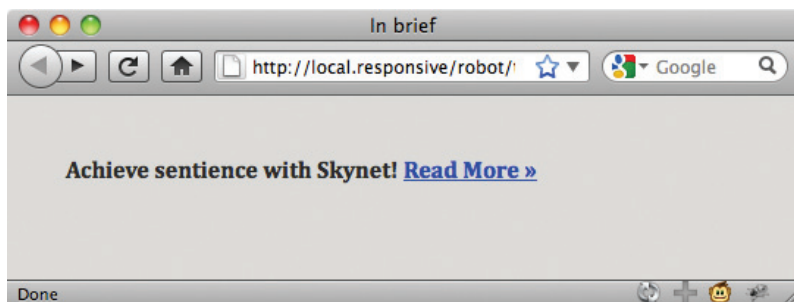 In brief
http://local.responsive/robot/
Google
Achieve sentience with Skynet! Read More »
Done